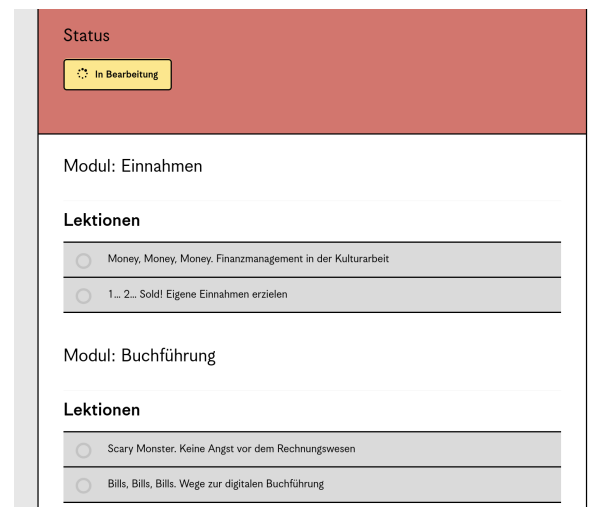 Status
In Bearbeitung
Modul: Einnahmen
Lektionen
Money, Money, Money. Finanzmanagement in der Kulturarbeit
1... 2... Sold! Eigene Einnahmen erzielen
Modul: Buchführung
Lektionen
Scary Monster. Keine Angst vor dem Rechnungswesen
Bills, Bills, Bills. Wege zur digitalen Buchführung